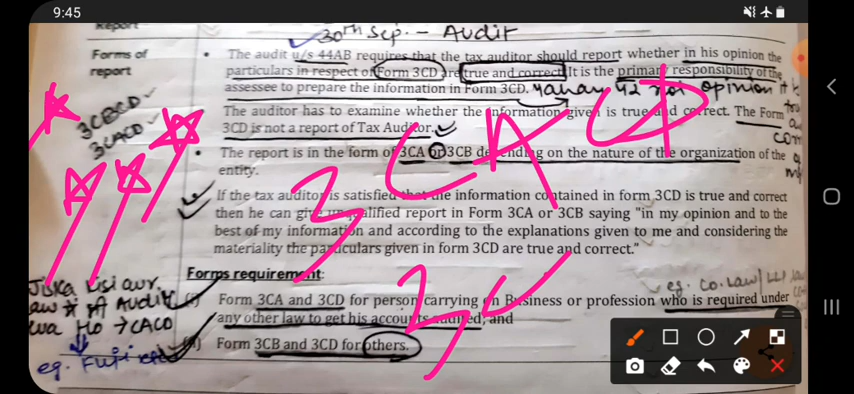 9:45
Report
30th Sep. - Audit
Forms of report
• The audit u/s 44AB requires that the tax auditor should report whether in his opinion the
particulars in respect of Form 3CD are true and correct. It is the primary responsibility of the
assessee to prepare the information in Form 3CD.
The auditor has to examine whether the information given is true and correct. The Form
3CD is not a report of Tax Auditor.
3CBCD
3CACD
• The report is in the form of 3CA or 3CB depending on the nature of the organization of the
entity.
If the tax auditor is satisfied that the information contained in form 3CD is true and correct
then he can give unqualified report in Form 3CA or 3CB saying "in my opinion and to the
best of my information and according to the explanations given to me and considering the
materiality the particulars given in form 3CD are true and correct."
Forms requirement:
eg. Co. Law/
Form 3CA and 3CD for person carrying on Business or profession who is required under
any other law to get his accounts audited, and
Form 3CB and 3CD for others.
Jiska kisi aur
law Audit
Ho → CACD
eg.
3CACD